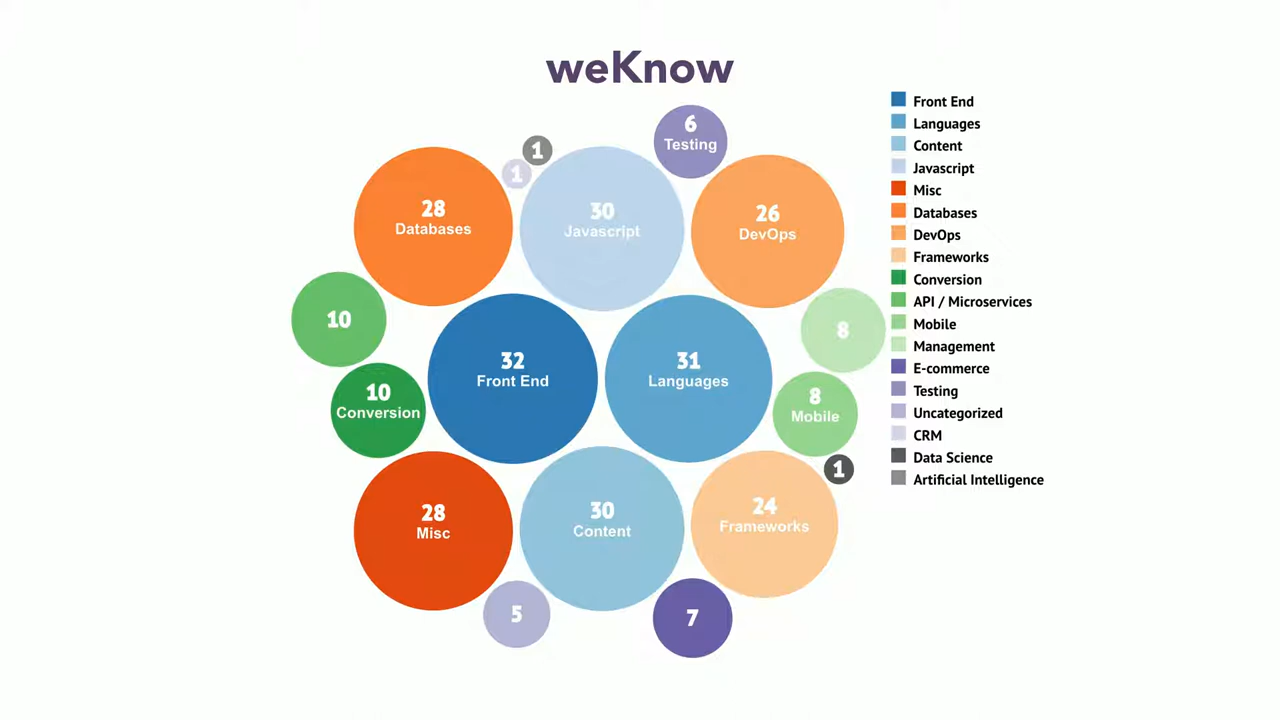 weKnow
6
Testing
1
1
28
Databases
30
Javascript
26
DevOps
10
8
32
Front End
31
Languages
10
Conversion
8
Mobile
1
28
Misc
30
Content
24
Frameworks
5
7
Front End
Languages
Content
Javascript
Misc
Databases
DevOps
Frameworks
Conversion
API / Microservices
Mobile
Management
E-commerce
Testing
Uncategorized
CRM
Data Science
Artificial Intelligence